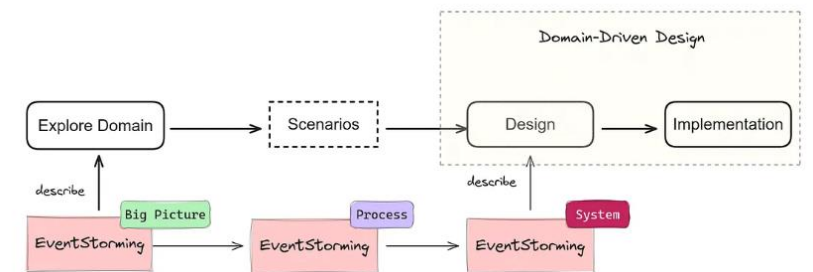 Domain-Driven Design
Explore Domain
Scenarios
Design
Implementation
describe
describe
Big Picture
Process
System
EventStorming
EventStorming
EventStorming